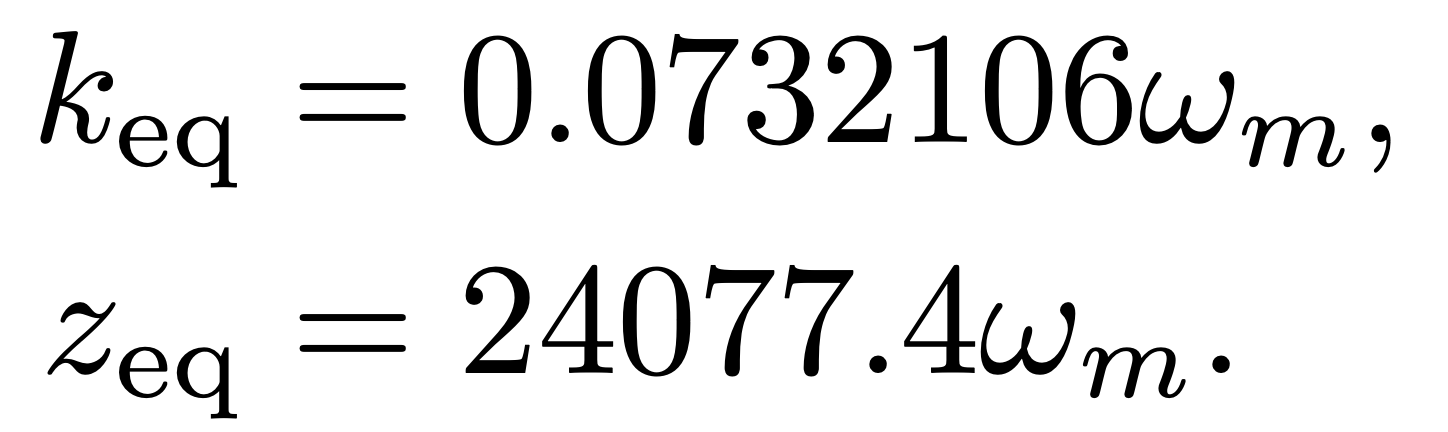 k_eq = 0.0732106ω_m,
z_eq = 24077.4ω_m.